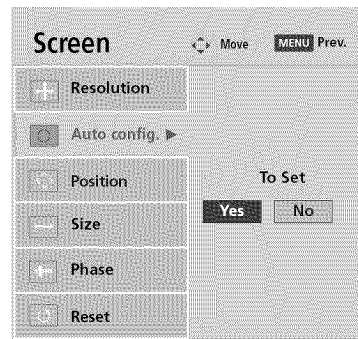 Screen Move MENU Prev.
Resolution
Auto config. ▶
Position
To Set
Yes No
Size
Phase
Reset